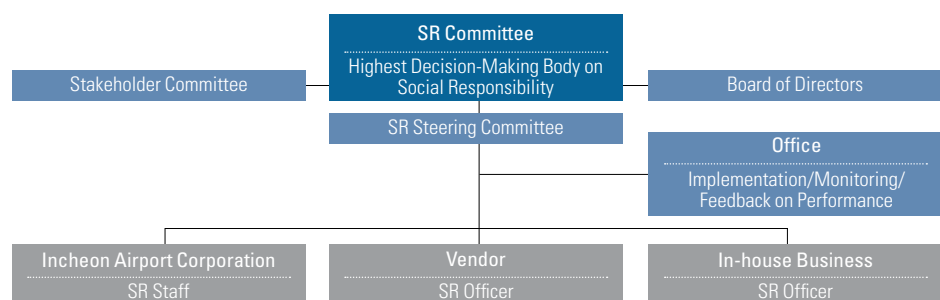 SR Committee
Highest Decision-Making Body on
Social Responsibility
Stakeholder Committee
Board of Directors
SR Steering Committee
Office
Implementation/Monitoring/
Feedback on Performance
Incheon Airport Corporation
SR Staff
Vendor
SR Officer
In-house Business
SR Officer